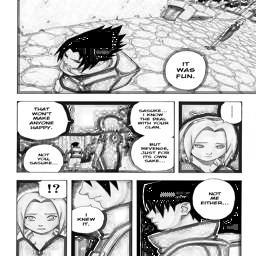 IT
WAS
FUN.
SASUKE
... I KNOW
THE DEAL
WITH YOUR
CLAN.
BUT
REVENGE,
JUST FOR
ITS OWN
SAKE...
THAT
WON'T
MAKE
ANYONE
HAPPY.
NOT
YOU,
SASUKE...
NOT
ME
EITHER...
I
KNEW
IT.
!?